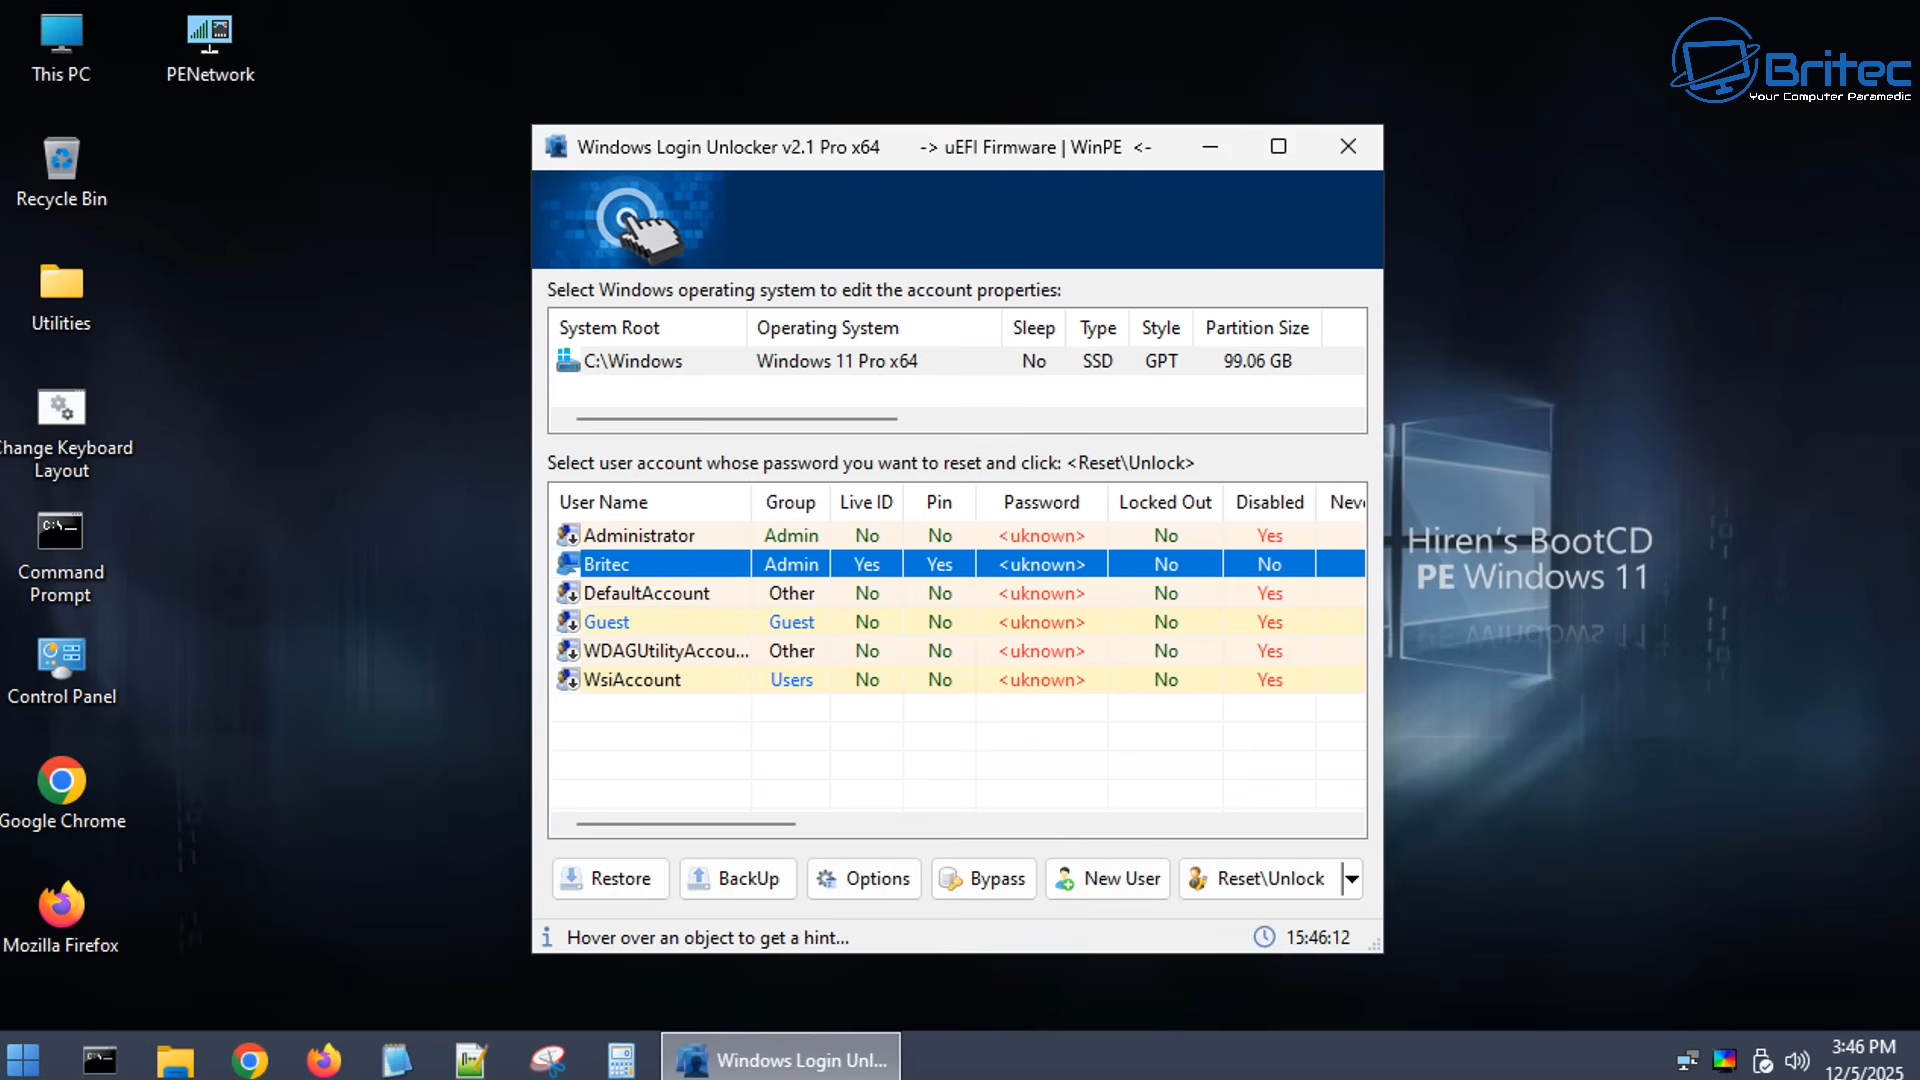 This PC
PENetwork
Britec
Your Computer Paramedic
Recycle Bin
Utilities
Change Keyboard
Layout
Command
Prompt
Control Panel
Google Chrome
Mozilla Firefox
Windows Login Unlocker v2.1 Pro x64 -> uEFI Firmware | WinPE <-
Select Windows operating system to edit the account properties:
System Root Operating System Sleep Type Style Partition Size
C:\Windows Windows 11 Pro x64 No SSD GPT 99.06 GB
Select user account whose password you want to reset and click: <Reset\Unlock>
User Name Group Live ID Pin Password Locked Out Disabled Neve
Administrator Admin No No <uknown> No Yes
Britec Admin Yes Yes <uknown> No No
DefaultAccount Other No No <uknown> No Yes
Guest Guest No No <uknown> No Yes
WDAGUtilityAccou... Other No No <uknown> No Yes
WsiAccount Users No No <uknown> No Yes
Restore BackUp Options Bypass New User Reset\Unlock
Hover over an object to get a hint... 15:46:12
Hiren's BootCD
PE Windows 11
Windows Login Unl...
3:46 PM
12/5/2025